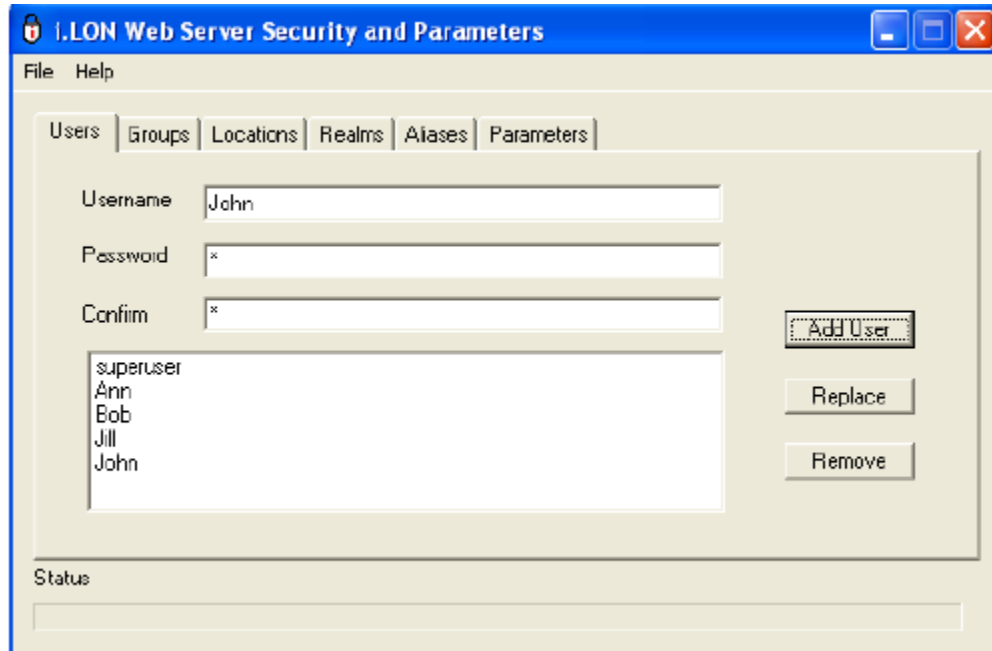 i.LON Web Server Security and Parameters
File Help
Users Groups Locations Realms Aliases Parameters
Username John
Password *
Confirm *
Add User
superuser
Ann
Bob
Jill
John
Replace
Remove
Status